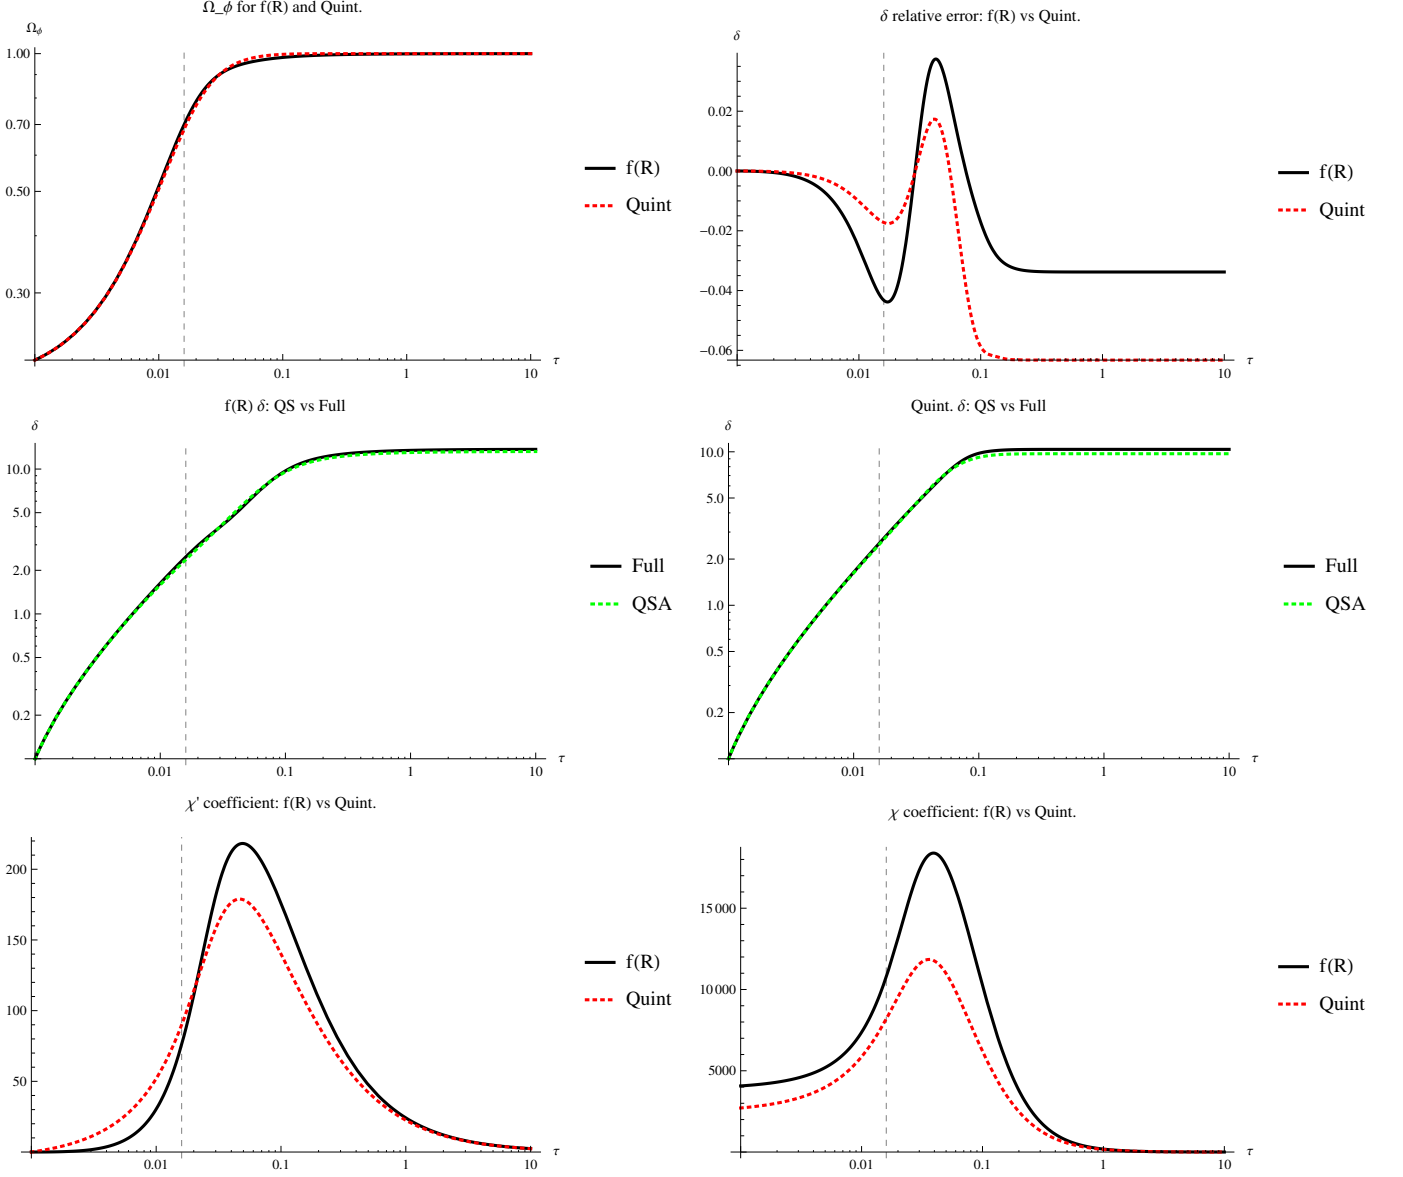 Ω_ϕ for f(R) and Quint.
Ω_ϕ
1.00
0.70
0.50
0.30
0.01 0.1 1 10 τ
f(R)
Quint
δ relative error: f(R) vs Quint.
δ
0.02
0.00
−0.02
−0.04
−0.06
0.01 0.1 1 10 τ
f(R)
Quint
f(R) δ: QS vs Full
δ
10.0
5.0
2.0
1.0
0.5
0.2
0.01 0.1 1 10 τ
Full
QSA
Quint. δ: QS vs Full
δ
10.0
5.0
2.0
1.0
0.5
0.2
0.01 0.1 1 10 τ
Full
QSA
χ' coefficient: f(R) vs Quint.
200
150
100
50
0.01 0.1 1 10 τ
f(R)
Quint
χ coefficient: f(R) vs Quint.
15 000
10 000
5000
0.01 0.1 1 10 τ
f(R)
Quint